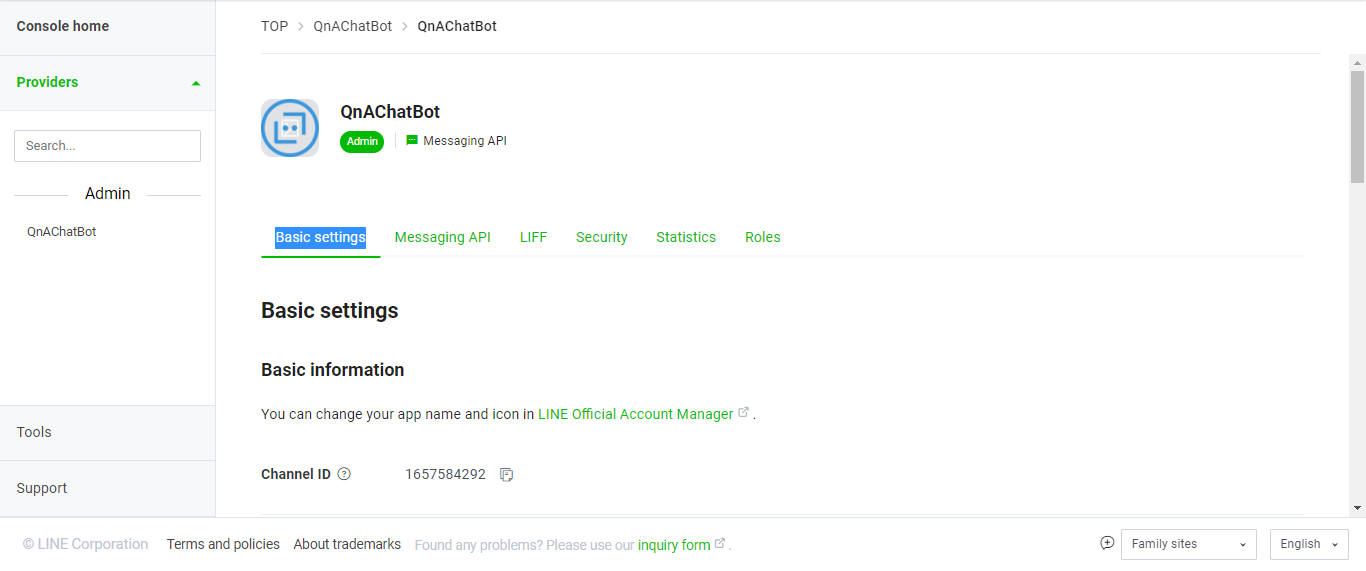 Console home
TOP > QnAChatBot > QnAChatBot
Providers
Search...
Admin
QnAChatBot
Tools
Support
QnAChatBot
Admin Messaging API
Basic settings Messaging API LIFF Security Statistics Roles
Basic settings
Basic information
You can change your app name and icon in LINE Official Account Manager .
Channel ID ? 1657584292
© LINE Corporation Terms and policies About trademarks Found any problems? Please use our inquiry form . Family sites English